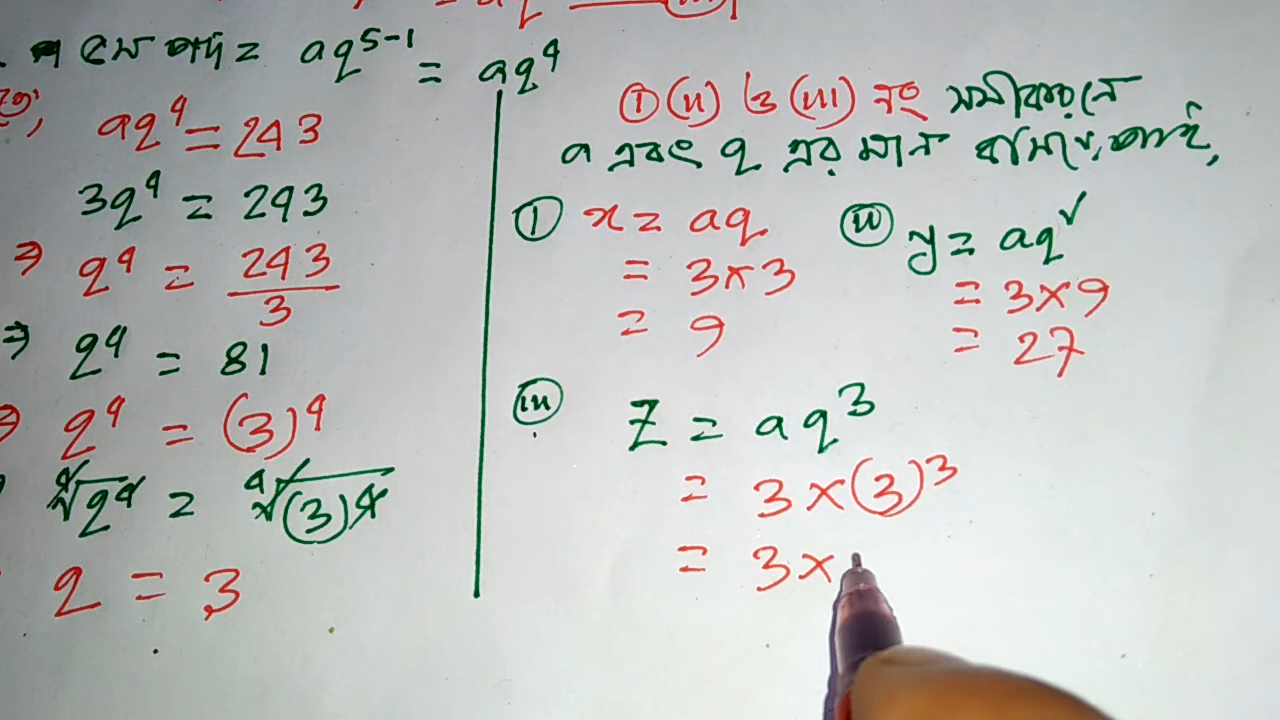 ৫ম পদ = aq⁵⁻¹ = aq⁴
aq⁴ = 243
3q⁴ = 243
⇒ q⁴ = 243/3
⇒ q⁴ = 81
⇒ q⁴ = (3)⁴
⁴√q⁴ = ⁴√(3)⁴
q = 3
(i) (ii) ও (iii) নং সমীকরনে
a এবং q এর মান বসিয়ে, পাই,
(i) x = aq
= 3×3
= 9
(ii) y = aq²
= 3×9
= 27
(iii) Z = aq³
= 3×(3)³
= 3×